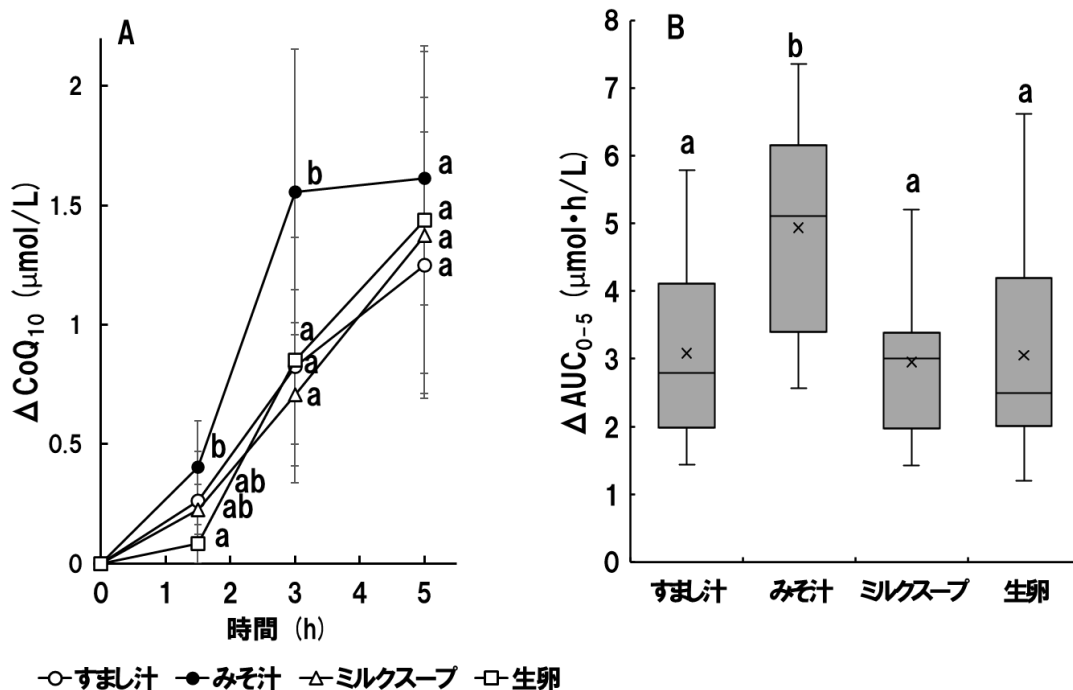 A
ΔCoQ10 (μmol/L)
2
1.5
1
0.5
0
0 1 2 3 4 5
時間 (h)
b
ab
ab
a
b
a
a
a
a
a
a
a
すまし汁 みそ汁 ミルクスープ 生卵
B
ΔAUC0-5 (μmol・h/L)
8
7
6
5
4
3
2
1
0
a
b
a
a
すまし汁 みそ汁 ミルクスープ 生卵